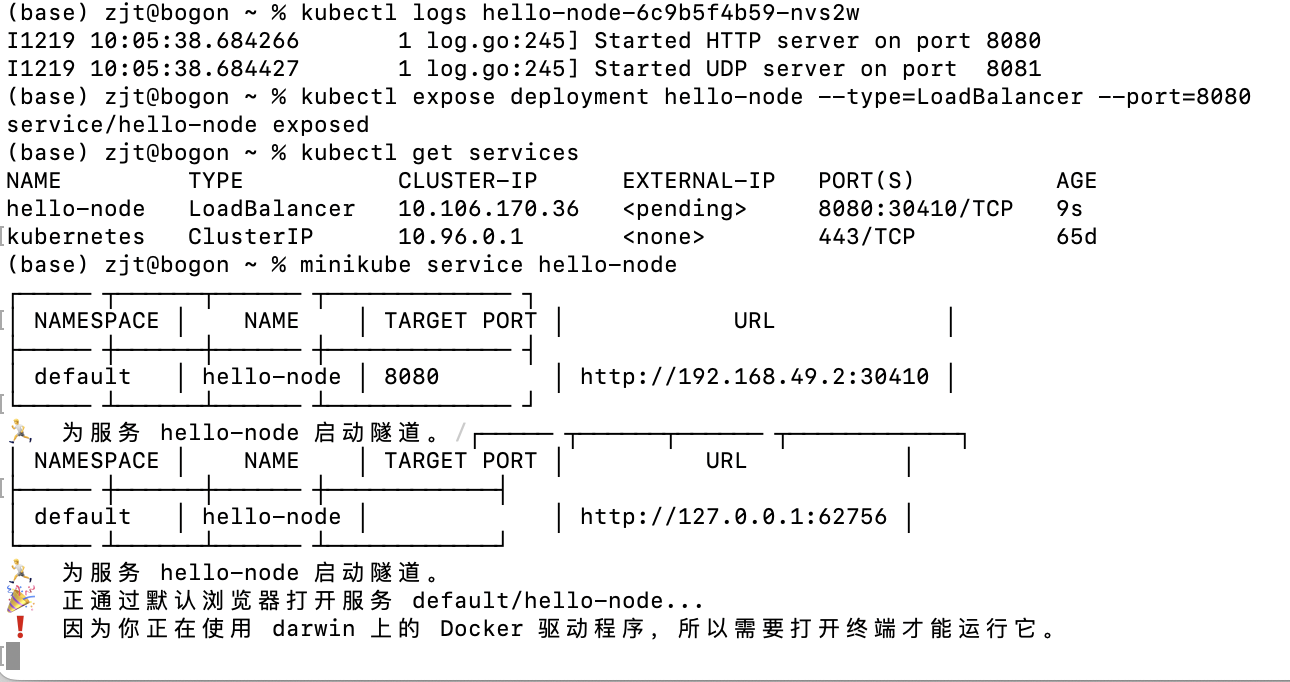 (base) zjt@bogon ~ % kubectl logs hello-node-6c9b5f4b59-nvs2w
I1219 10:05:38.684266       1 log.go:245] Started HTTP server on port 8080
I1219 10:05:38.684427       1 log.go:245] Started UDP server on port  8081
(base) zjt@bogon ~ % kubectl expose deployment hello-node --type=LoadBalancer --port=8080
service/hello-node exposed
(base) zjt@bogon ~ % kubectl get services
NAME         TYPE           CLUSTER-IP      EXTERNAL-IP   PORT(S)          AGE
hello-node   LoadBalancer   10.106.170.36   <pending>     8080:30410/TCP   9s
kubernetes   ClusterIP      10.96.0.1       <none>        443/TCP          65d
(base) zjt@bogon ~ % minikube service hello-node
| NAMESPACE |    NAME    | TARGET PORT |            URL            |
| default   | hello-node | 8080        | http://192.168.49.2:30410 |
🏃 为服务 hello-node 启动隧道。/
| NAMESPACE |    NAME    | TARGET PORT |          URL           |
| default   | hello-node |             | http://127.0.0.1:62756 |
🏃 为服务 hello-node 启动隧道。
🎉 正通过默认浏览器打开服务 default/hello-node...
❗ 因为你正在使用 darwin 上的 Docker 驱动程序，所以需要打开终端才能运行它。